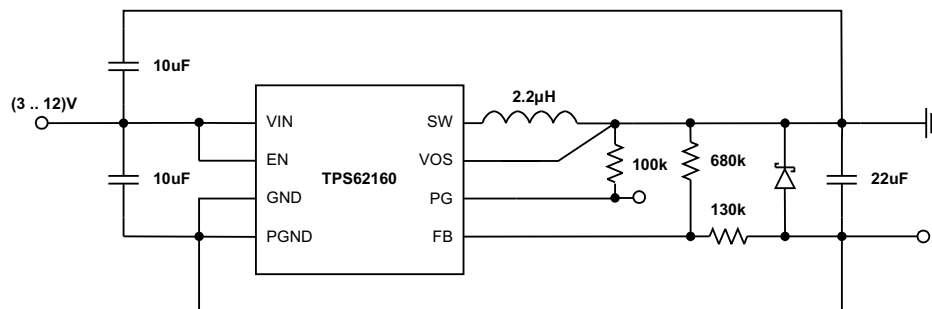 10uF
(3 .. 12)V
2.2µH
VIN
SW
EN
VOS
100k
680k
10uF
TPS62160
22uF
GND
PG
130k
PGND
FB